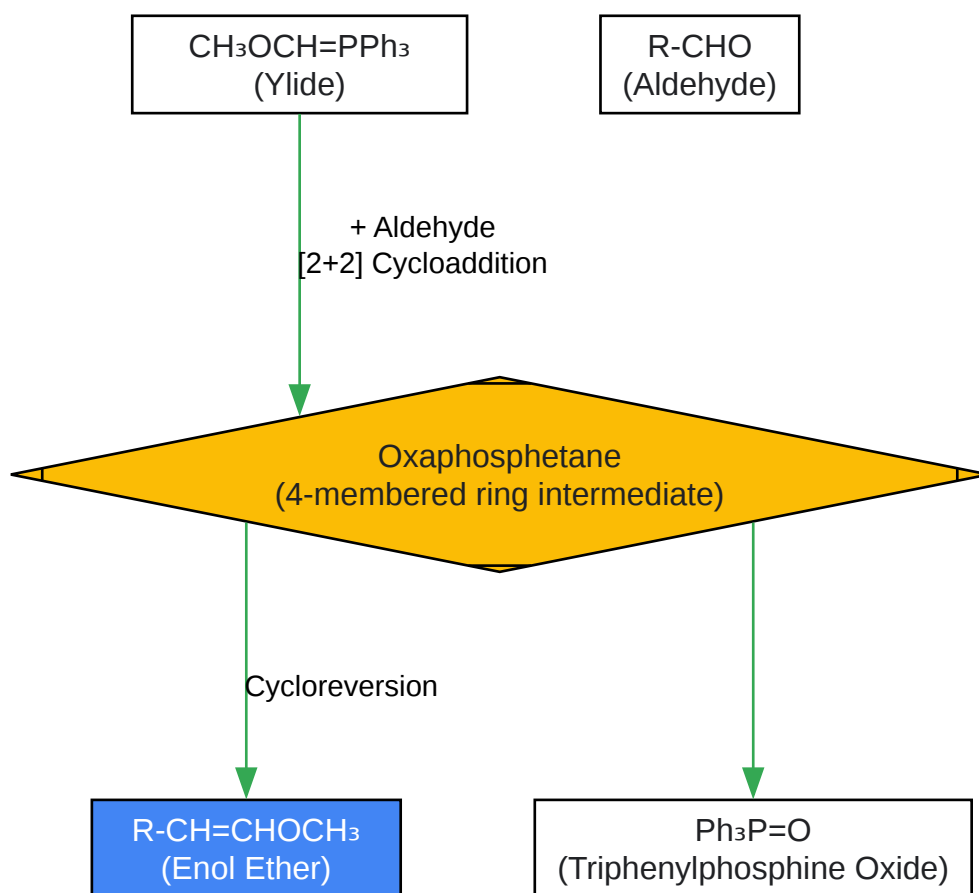 CH₃OCH=PPh₃
(Ylide)
R-CHO
(Aldehyde)
+ Aldehyde
[2+2] Cycloaddition
Oxaphosphetane
(4-membered ring intermediate)
Cycloreversion
R-CH=CHOCH₃
(Enol Ether)
Ph₃P=O
(Triphenylphosphine Oxide)